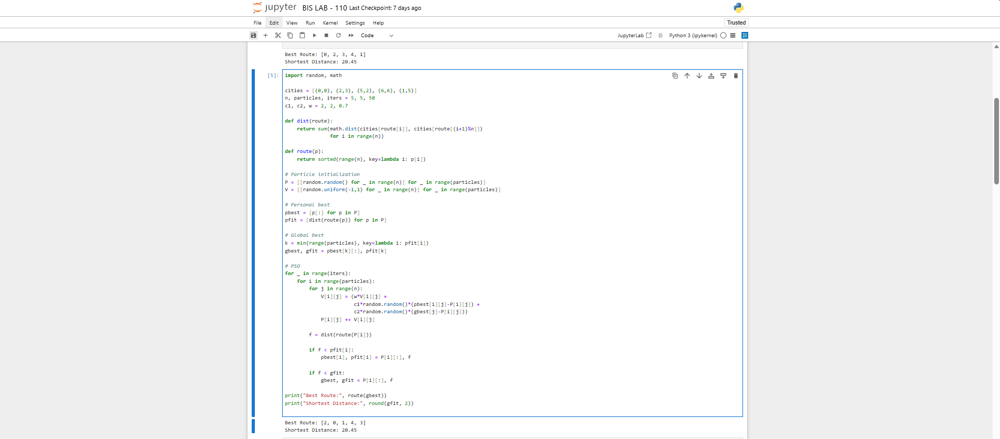 jupyter BIS LAB - 110 Last Checkpoint: 7 days ago
File Edit View Run Kernel Settings Help Trusted
Code JupyterLab Python 3 (ipykernel)
Best Route: [0, 2, 3, 4, 1]
Shortest Distance: 20.45
[5]: import random, math
cities = [(0,0), (2,3), (5,2), (6,6), (1,5)]
n, particles, iters = 5, 5, 50
c1, c2, w = 2, 2, 0.7
def dist(route):
    return sum(math.dist(cities[route[i]], cities[route[(i+1)%n]])
               for i in range(n))
def route(p):
    return sorted(range(n), key=lambda i: p[i])
# Particle initialization
P = [[random.random() for _ in range(n)] for _ in range(particles)]
V = [[random.uniform(-1,1) for _ in range(n)] for _ in range(particles)]
# Personal best
pbest = [p[:] for p in P]
pfit = [dist(route(p)) for p in P]
# Global best
k = min(range(particles), key=lambda i: pfit[i])
gbest, gfit = pbest[k][:], pfit[k]
# PSO
for _ in range(iters):
    for i in range(particles):
        for j in range(n):
            V[i][j] = (w*V[i][j] +
                       c1*random.random()*(pbest[i][j]-P[i][j]) +
                       c2*random.random()*(gbest[j]-P[i][j]))
            P[i][j] += V[i][j]
        f = dist(route(P[i]))
        if f < pfit[i]:
            pbest[i], pfit[i] = P[i][:], f
        if f < gfit:
            gbest, gfit = P[i][:], f
print("Best Route:", route(gbest))
print("Shortest Distance:", round(gfit, 2))
Best Route: [2, 0, 1, 4, 3]
Shortest Distance: 20.45